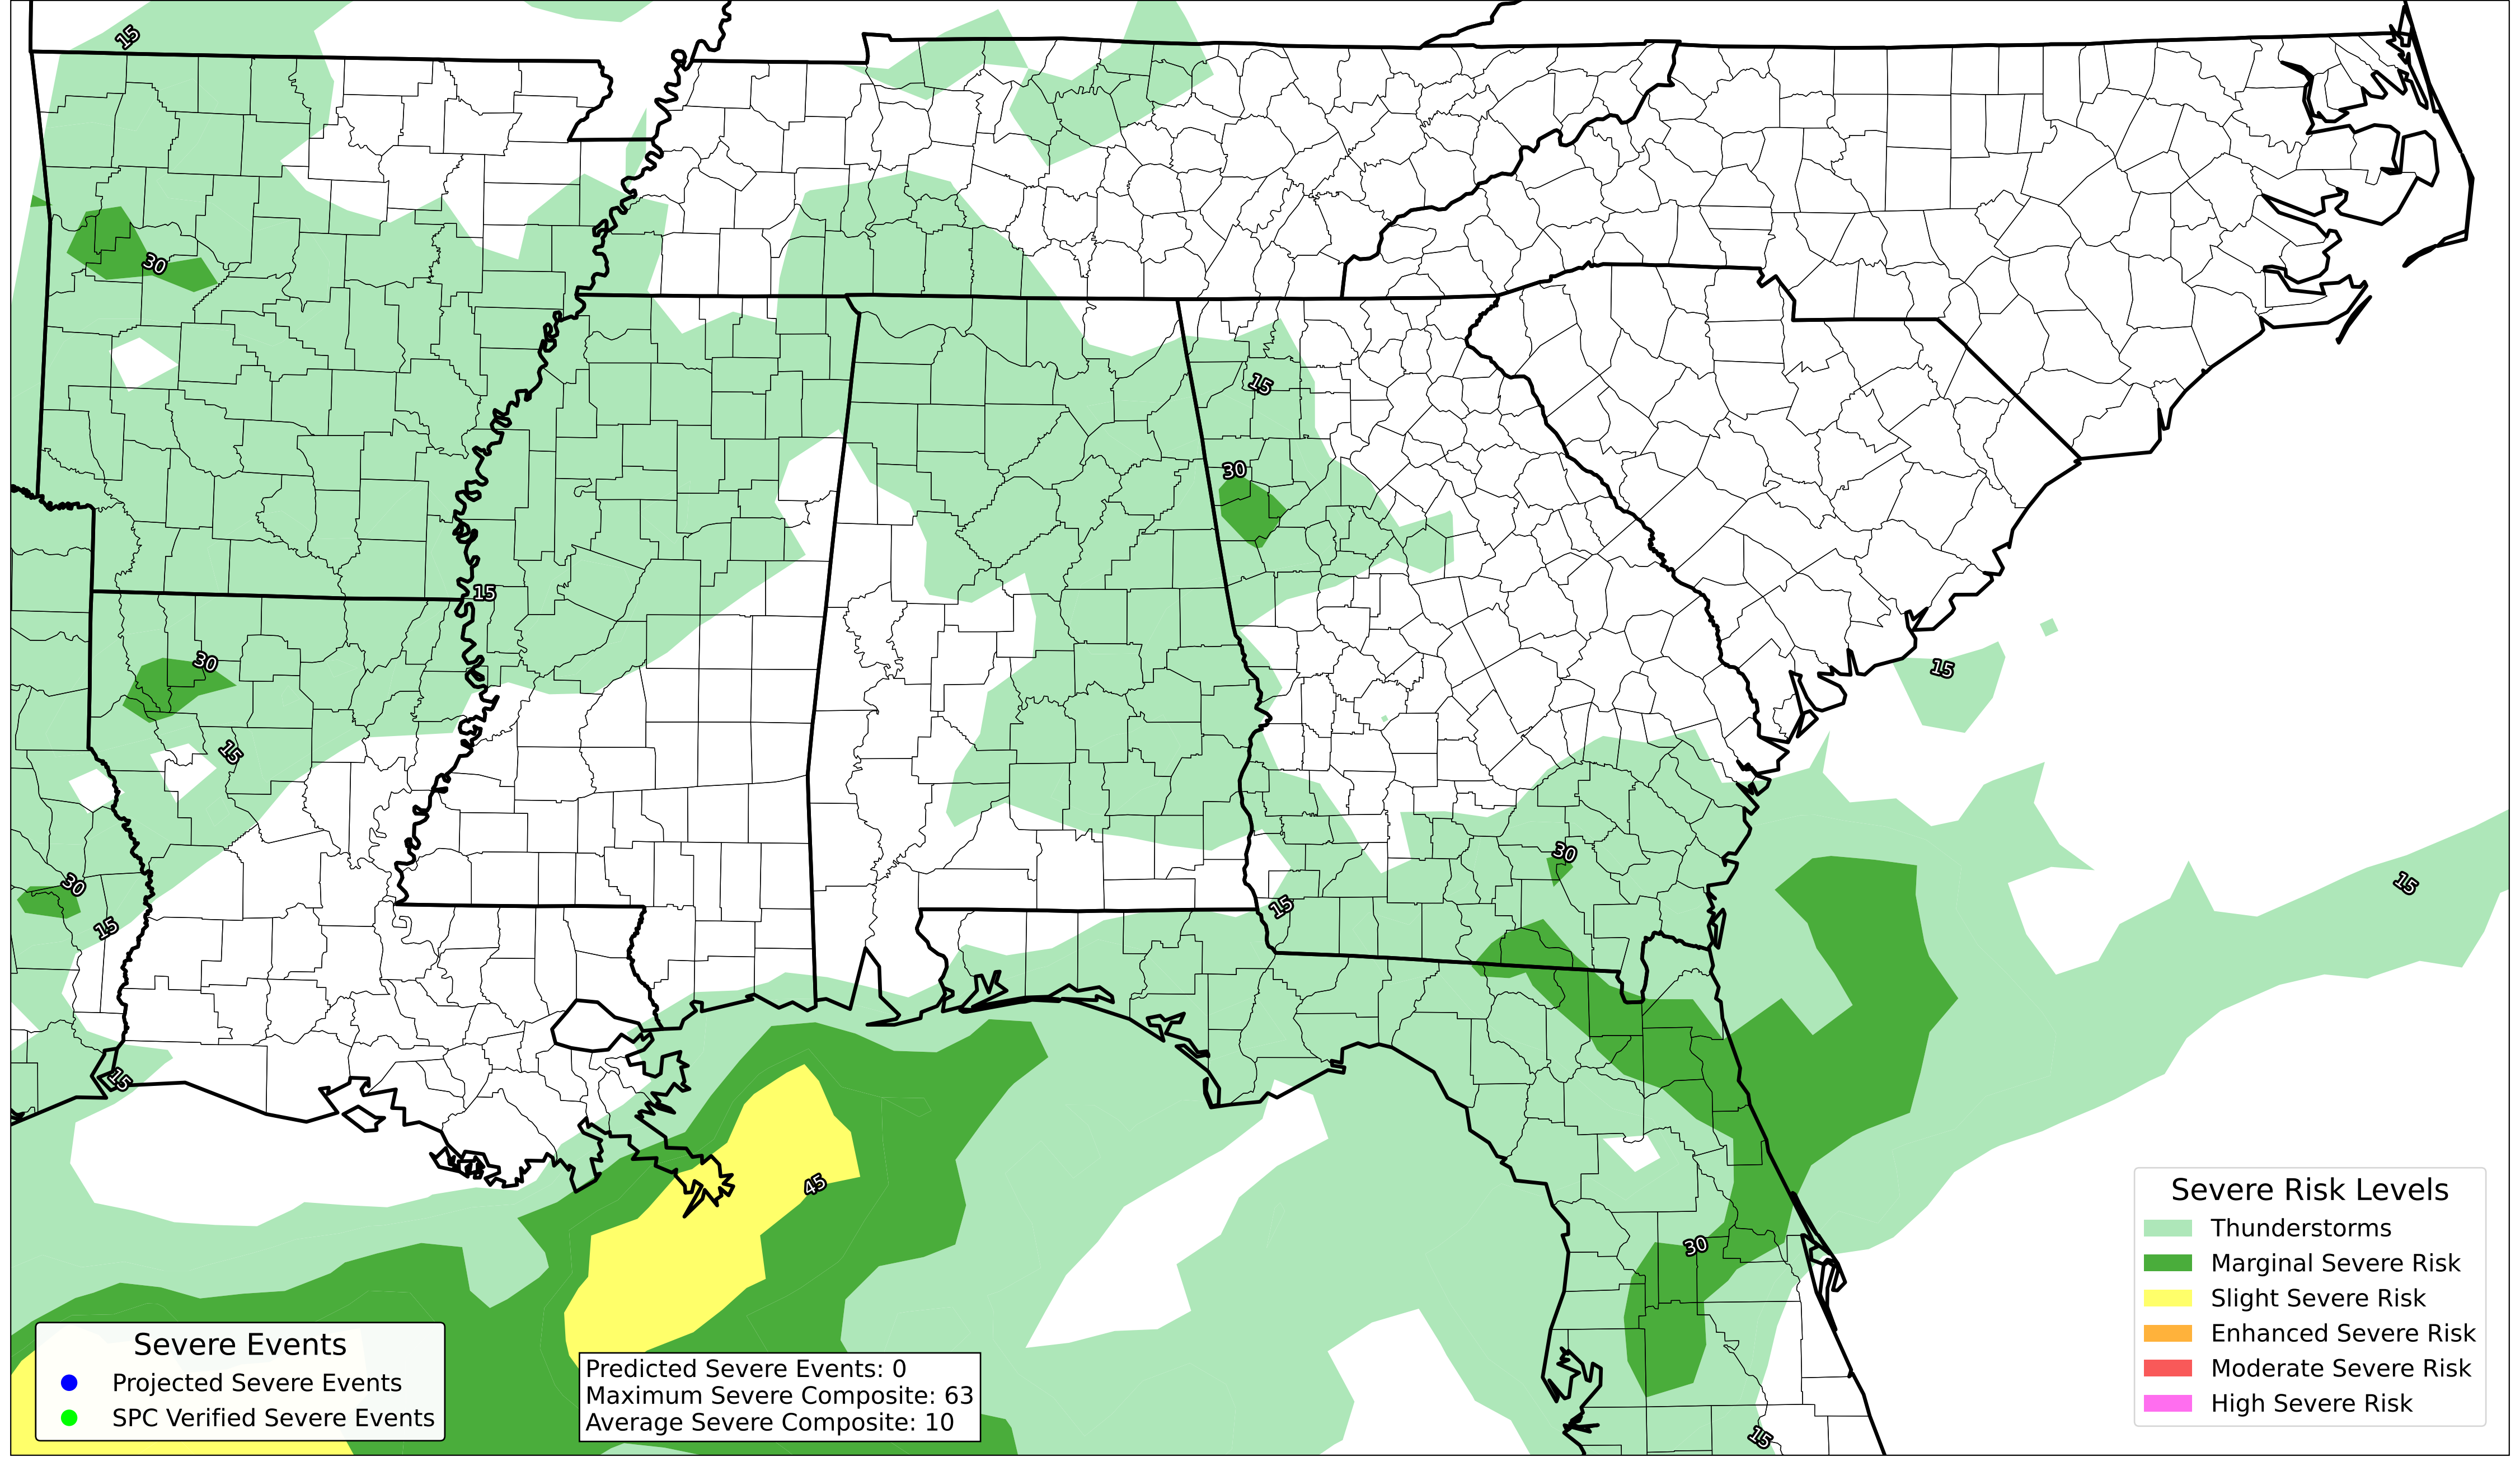 15
30
15
30
15
30
15
30
15
15
30
15
30
15
15
45
30
15
15
Severe Events
Projected Severe Events
SPC Verified Severe Events
Predicted Severe Events: 0
Maximum Severe Composite: 63
Average Severe Composite: 10
Severe Risk Levels
Thunderstorms
Marginal Severe Risk
Slight Severe Risk
Enhanced Severe Risk
Moderate Severe Risk
High Severe Risk